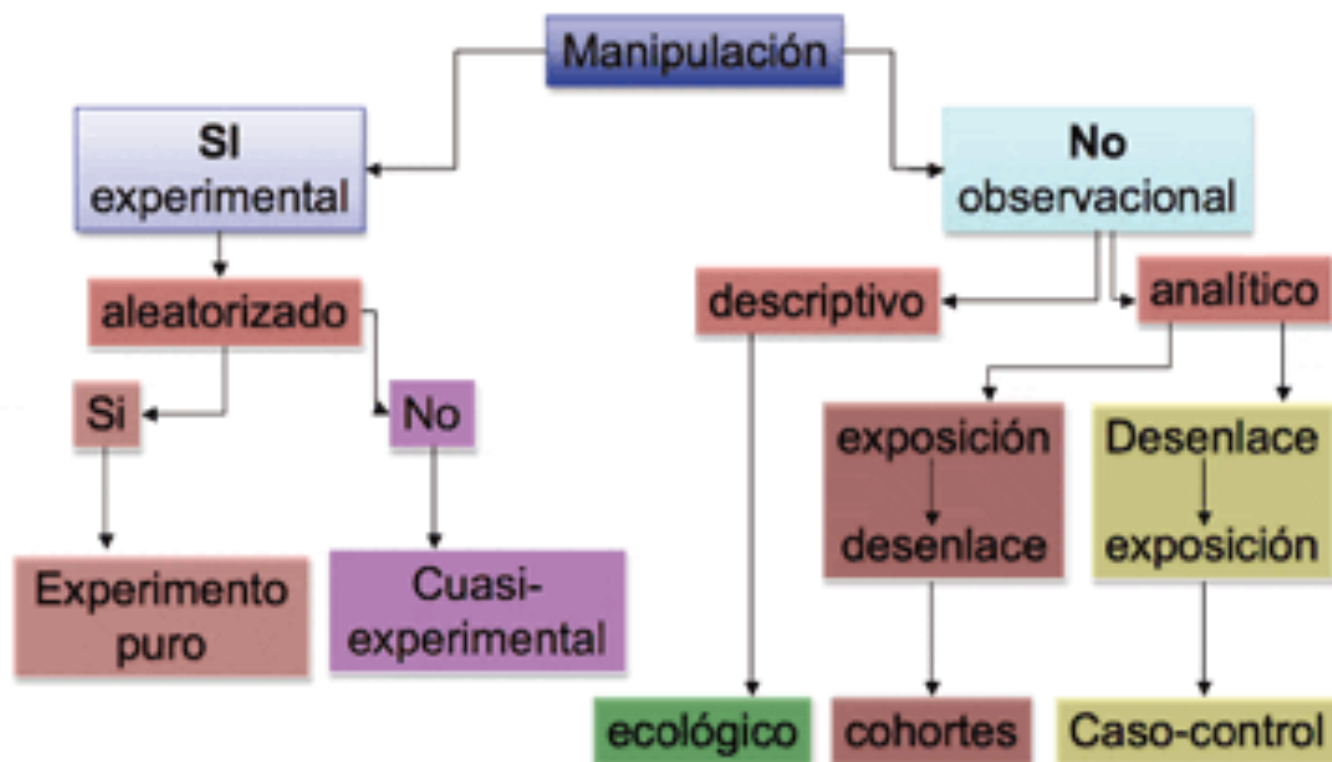 Manipulación
SI
experimental
No
observacional
aleatorizado
descriptivo
analítico
Si
No
exposición
desenlace
Desenlace
exposición
Experimento
puro
Cuasi-
experimental
ecológico
cohortes
Caso-control